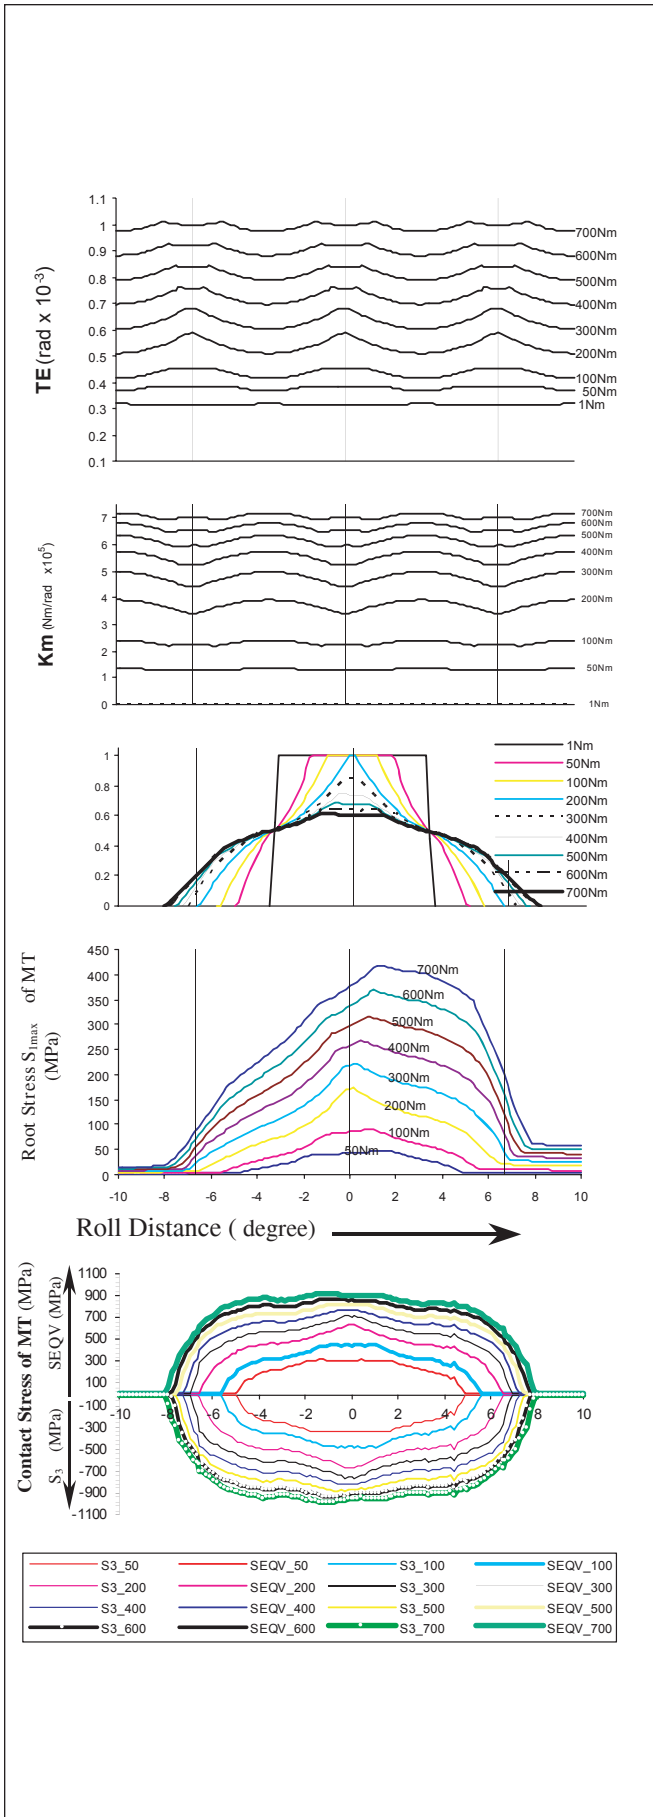 TE (rad x 10⁻³)
1.1
1
0.9
0.8
0.7
0.6
0.5
0.4
0.3
0.2
0.1
700Nm
600Nm
500Nm
400Nm
300Nm
200Nm
100Nm
50Nm
1Nm
Km (Nm/rad x10⁵)
7
6
5
4
3
2
1
0
700Nm
600Nm
500Nm
400Nm
300Nm
200Nm
100Nm
50Nm
1Nm
1
0.8
0.6
0.4
0.2
0
1Nm
50Nm
100Nm
200Nm
300Nm
400Nm
500Nm
600Nm
700Nm
Root Stress S1max of MT
(MPa)
450
400
350
300
250
200
150
100
50
0
700Nm
600Nm
500Nm
400Nm
300Nm
200Nm
100Nm
50Nm
-10 -8 -6 -4 -2 0 2 4 6 8 10
Roll Distance ( degree)
Contact Stress of MT (MPa)
S3 (MPa) SEQV (MPa)
1100
900
700
500
300
100
-100
-300
-500
-700
-900
-1100
-10 -8 -6 -4 -2 0 2 4 6 8 10
S3_50 SEQV_50 S3_100 SEQV_100
S3_200 SEQV_200 S3_300 SEQV_300
S3_400 SEQV_400 S3_500 SEQV_500
S3_600 SEQV_600 S3_700 SEQV_700